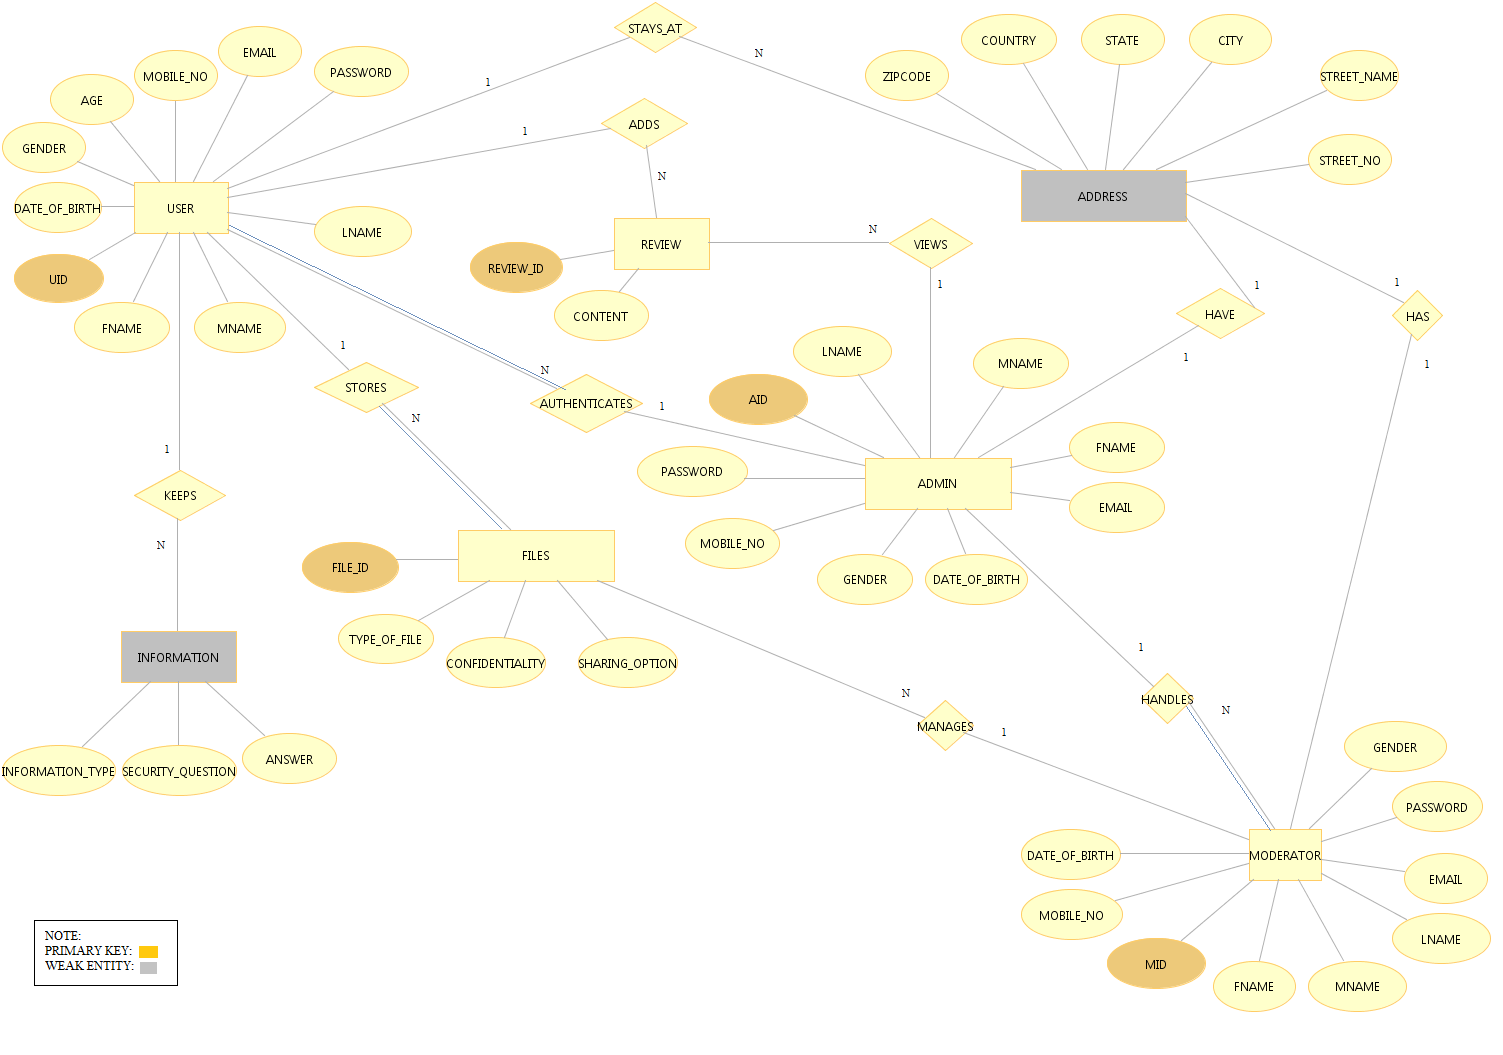 STAYS_AT
COUNTRY
STATE
CITY
EMAIL
N
MOBILE_NO
PASSWORD
ZIPCODE
STREET_NAME
1
AGE
ADDS
1
GENDER
STREET_NO
N
USER
DATE_OF_BIRTH
ADDRESS
LNAME
N
REVIEW
VIEWS
REVIEW_ID
UID
1
1
1
CONTENT
HAVE
HAS
FNAME
MNAME
1
LNAME
1
MNAME
1
N
STORES
AID
AUTHENTICATES
1
N
FNAME
1
PASSWORD
ADMIN
KEEPS
EMAIL
N
MOBILE_NO
FILES
FILE_ID
GENDER
DATE_OF_BIRTH
TYPE_OF_FILE
1
INFORMATION
CONFIDENTIALITY
SHARING_OPTION
N
HANDLES
N
MANAGES
1
GENDER
ANSWER
INFORMATION_TYPE
SECURITY_QUESTION
PASSWORD
DATE_OF_BIRTH
MODERATOR
EMAIL
MOBILE_NO
LNAME
NOTE:
PRIMARY KEY:
WEAK ENTITY:
MID
FNAME
MNAME